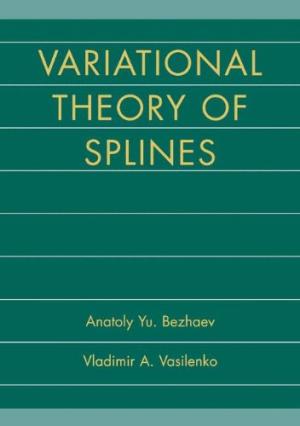 VARIATIONAL
THEORY OF
SPLINES
Anatoly Yu. Bezhaev
Vladimir A. Vasilenko